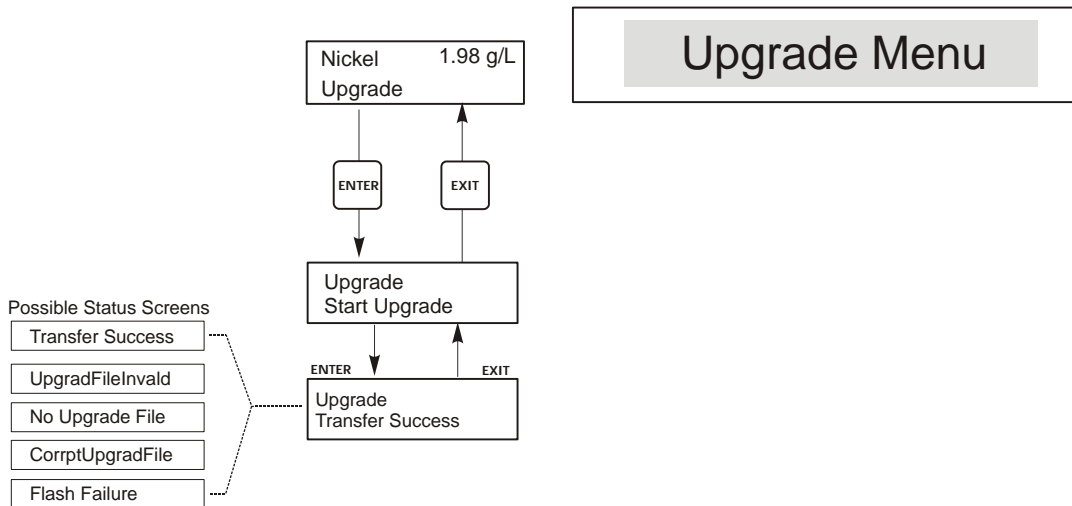 Upgrade Menu
Nickel 1.98 g/L
Upgrade
ENTER EXIT
Upgrade
Start Upgrade
ENTER EXIT
Upgrade
Transfer Success
Possible Status Screens
Transfer Success
UpgradFileInvald
No Upgrade File
CorrptUpgradFile
Flash Failure